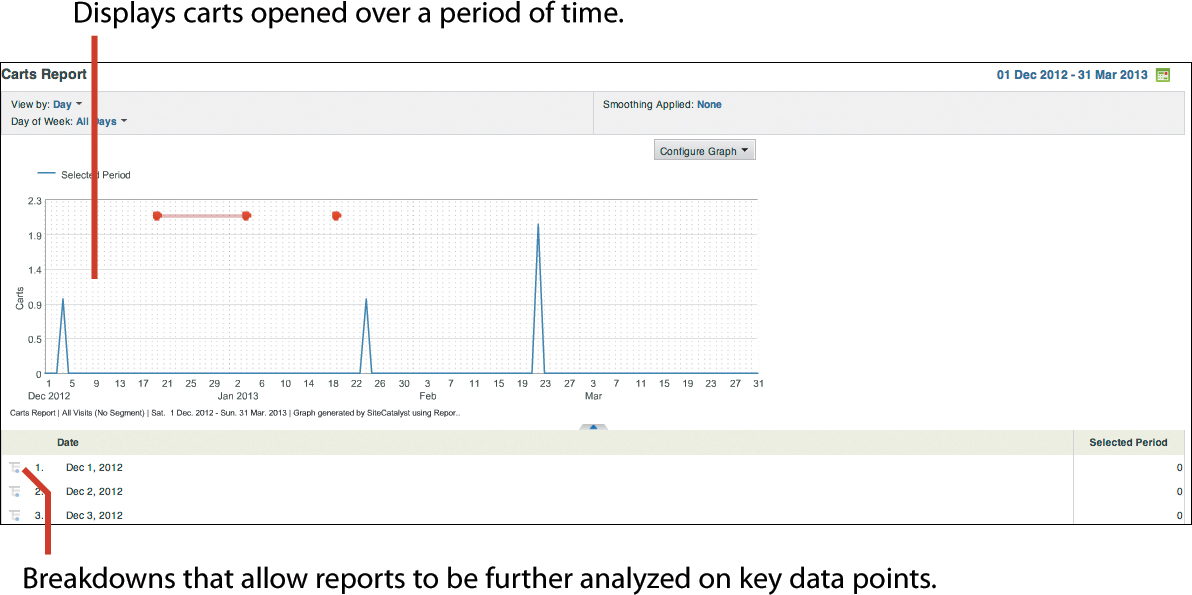 Displays carts opened over a period of time.
Carts Report
01 Dec 2012 - 31 Mar 2013
View by: Day
Smoothing Applied: None
Day of Week: All Days
Configure Graph
Selected Period
2.3
1.9
1.4
0.9
0.5
0
Carts
1 5 9 13 17 21 25 29 2 6 10 14 18 22 26 30 3 7 11 15 19 23 27 3 7 11 15 19 23 27 31
Dec 2012 Jan 2013 Feb Mar
Carts Report | All Visits (No Segment) | Sat. 1 Dec. 2012 - Sun. 31 Mar. 2013 | Graph generated by SiteCatalyst using Repor..
Date Selected Period
1. Dec 1, 2012 0
2. Dec 2, 2012 0
3. Dec 3, 2012 0
Breakdowns that allow reports to be further analyzed on key data points.